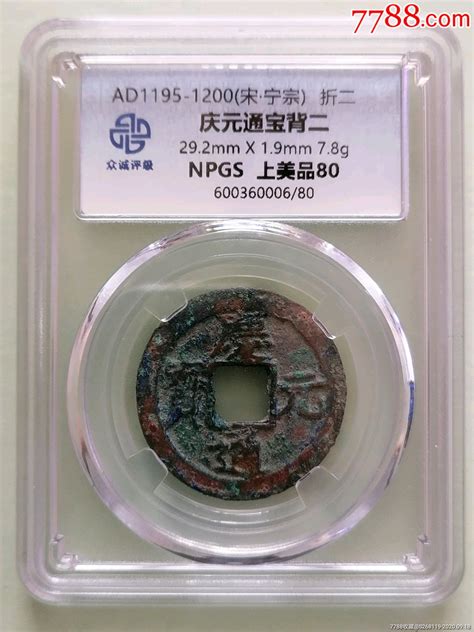 7788.com
AD1195-1200(宋·宁宗) 折二
庆元通宝背二
29.2mm X 1.9mm 7.8g
NPGS 上美品80
600360006/80
众诚评级
慶
元
通
寶